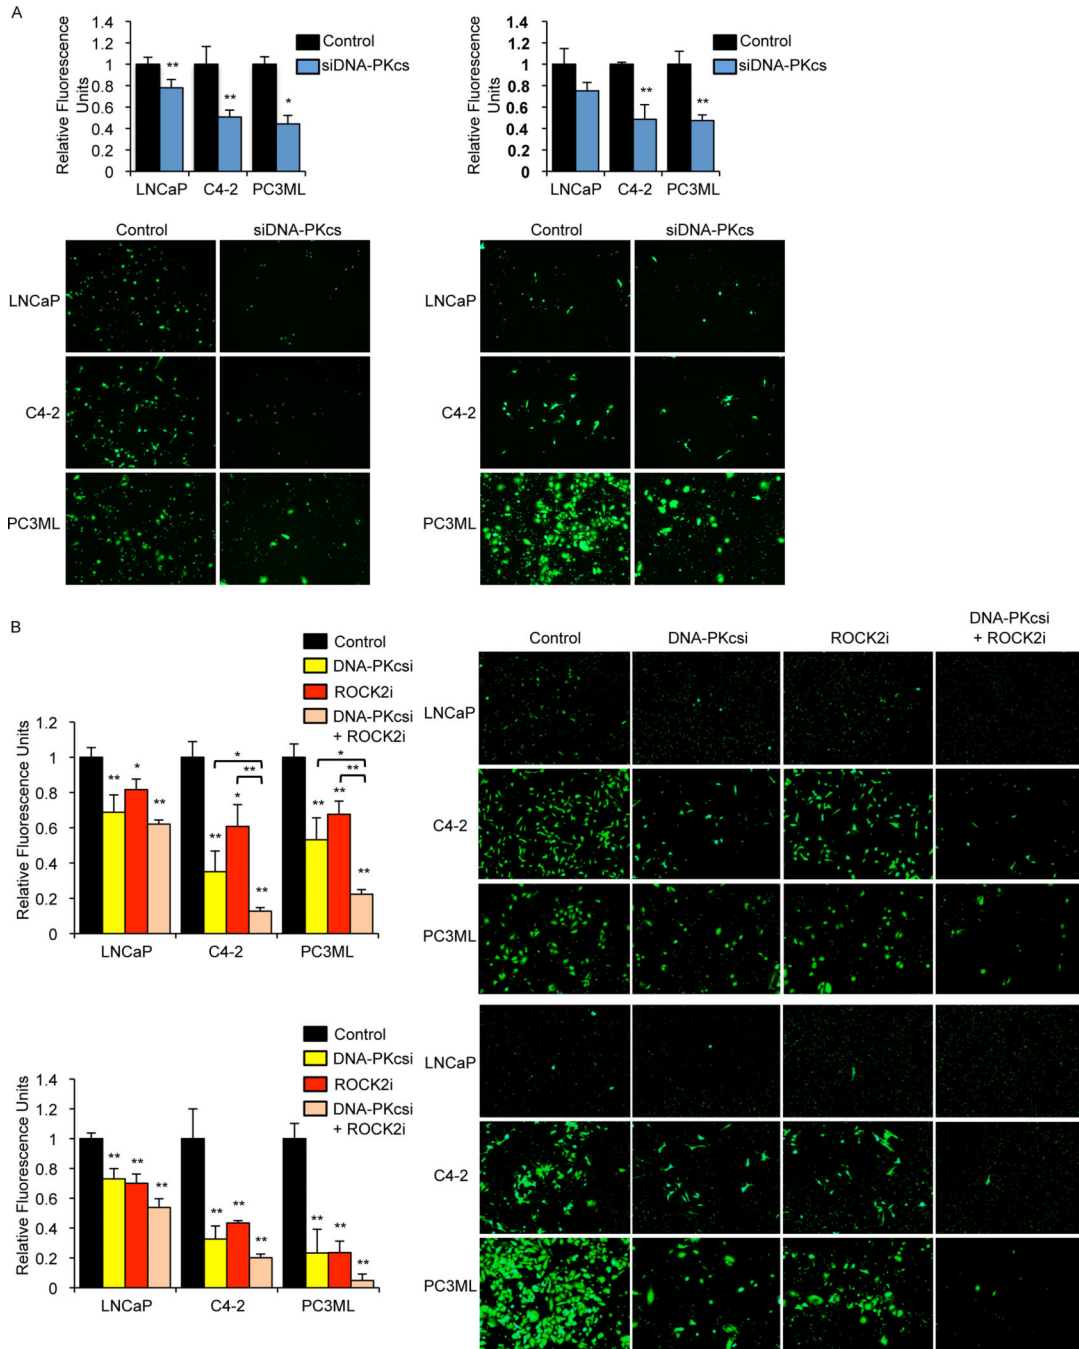 A
Relative Fluorescence
Units
1.4
1.2
1
0.8
0.6
0.4
0.2
0
**
**
*
Control
siDNA-PKcs
LNCaP
C4-2
PC3ML
Relative Fluorescence
Units
1.4
1.2
1
0.8
0.6
0.4
0.2
0
**
**
Control
siDNA-PKcs
LNCaP
C4-2
PC3ML
Control
siDNA-PKcs
LNCaP
C4-2
PC3ML
Control
siDNA-PKcs
LNCaP
C4-2
PC3ML
B
Control
DNA-PKcsi
ROCK2i
DNA-PKcsi
+ ROCK2i
Relative Fluorescence Units
1.2
1
0.8
0.6
0.4
0.2
0
**
*
**
*
**
**
*
**
*
**
**
**
**
LNCaP
C4-2
PC3ML
Control
DNA-PKcsi
ROCK2i
DNA-PKcsi
+ ROCK2i
LNCaP
C4-2
PC3ML
Control
DNA-PKcsi
ROCK2i
DNA-PKcsi
+ ROCK2i
Relative Fluorescence Units
1.4
1.2
1
0.8
0.6
0.4
0.2
0
**
**
**
**
**
**
**
**
**
LNCaP
C4-2
PC3ML
LNCaP
C4-2
PC3ML